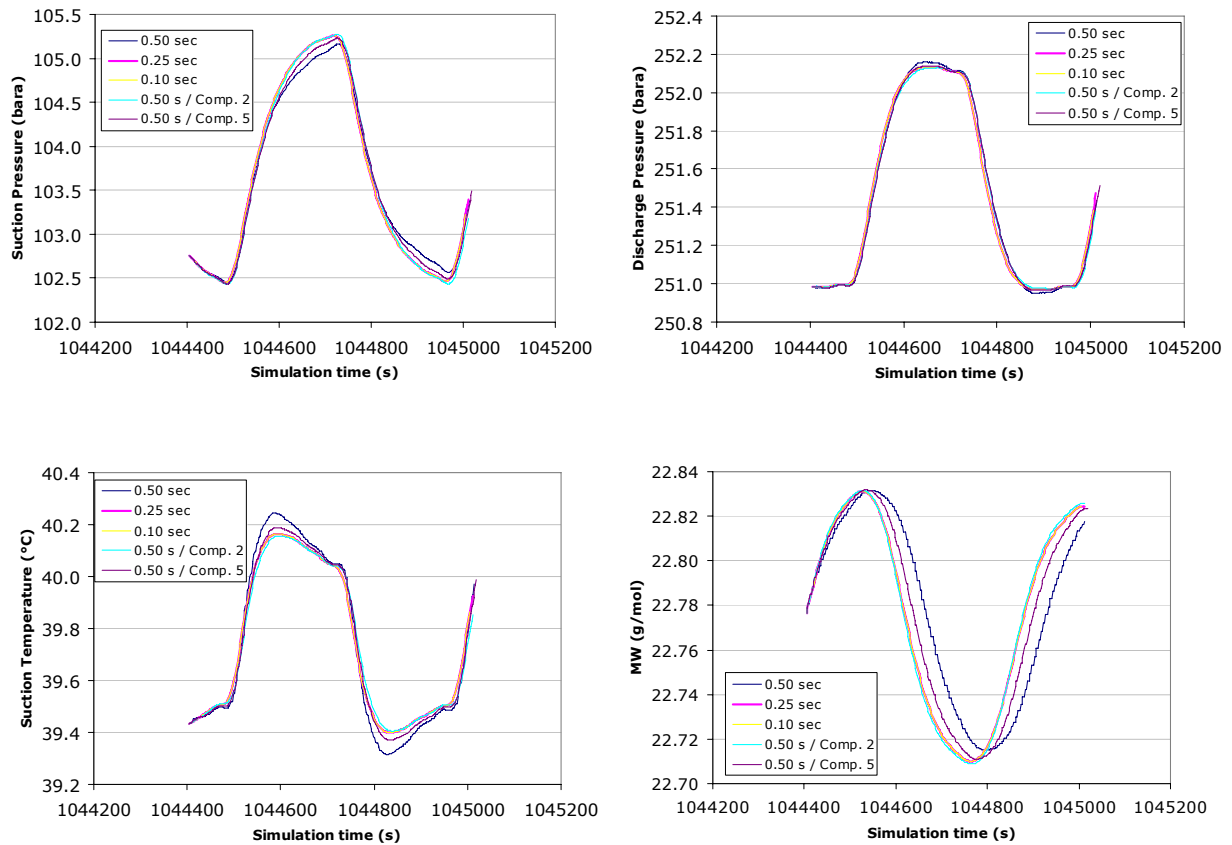 105.5
105.0
104.5
104.0
103.5
103.0
102.5
102.0
Suction Pressure (bara)
0.50 sec
0.25 sec
0.10 sec
0.50 s / Comp. 2
0.50 s / Comp. 5
1044200 1044400 1044600 1044800 1045000 1045200
Simulation time (s)
252.4
252.2
252.0
251.8
251.6
251.4
251.2
251.0
250.8
Discharge Pressure (bara)
0.50 sec
0.25 sec
0.10 sec
0.50 s / Comp. 2
0.50 s / Comp. 5
1044200 1044400 1044600 1044800 1045000 1045200
Simulation time (s)
40.4
40.2
40.0
39.8
39.6
39.4
39.2
Suction Temperature (°C)
0.50 sec
0.25 sec
0.10 sec
0.50 s / Comp. 2
0.50 s / Comp. 5
1044200 1044400 1044600 1044800 1045000 1045200
Simulation time (s)
22.84
22.82
22.80
22.78
22.76
22.74
22.72
22.70
MW (g/mol)
0.50 sec
0.25 sec
0.10 sec
0.50 s / Comp. 2
0.50 s / Comp. 5
1044200 1044400 1044600 1044800 1045000 1045200
Simulation time (s)